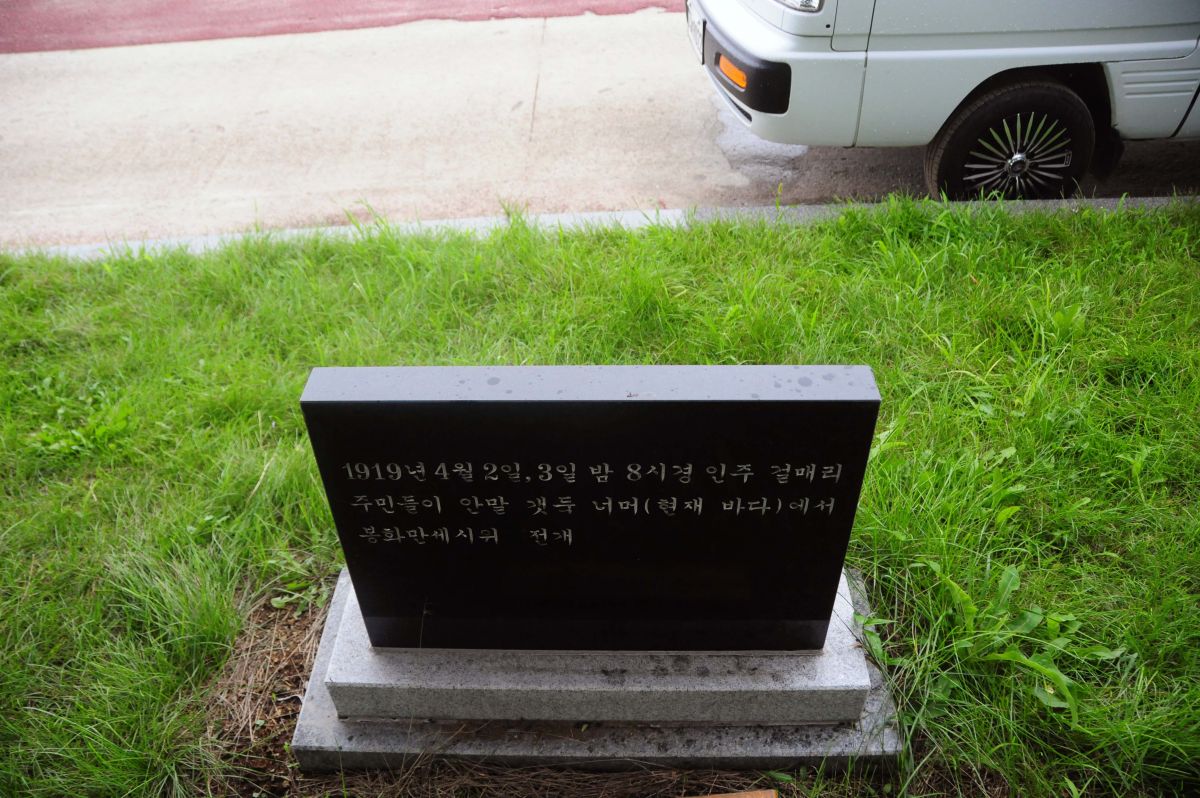 1919년 4월 2일, 3일 밤 8시경 인주 걸매리
주민들이 안말 갯둑 너머(현재 바다)에서
봉화만세시위 전개